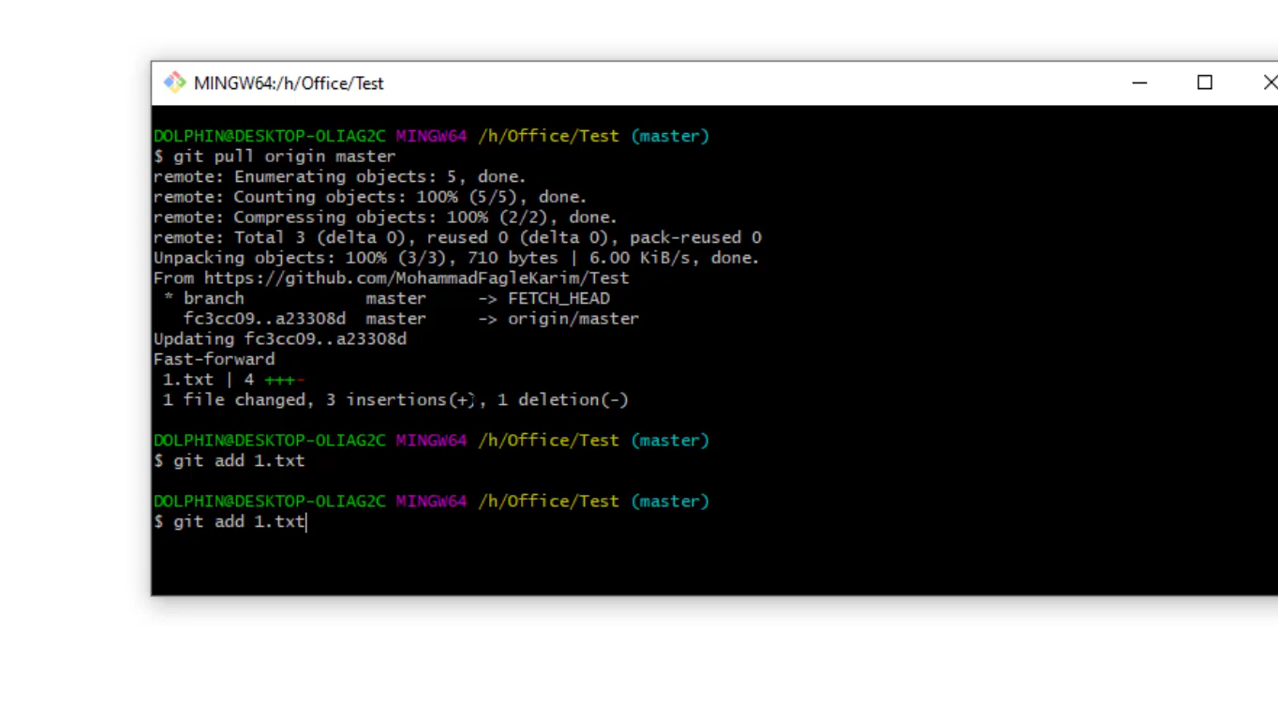 MINGW64:/h/Office/Test
DOLPHIN@DESKTOP-OLIAG2C MINGW64 /h/Office/Test (master)
$ git pull origin master
remote: Enumerating objects: 5, done.
remote: Counting objects: 100% (5/5), done.
remote: Compressing objects: 100% (2/2), done.
remote: Total 3 (delta 0), reused 0 (delta 0), pack-reused 0
Unpacking objects: 100% (3/3), 710 bytes | 6.00 KiB/s, done.
From https://github.com/MohammadFagleKarim/Test
 * branch            master     -> FETCH_HEAD
   fc3cc09..a23308d  master     -> origin/master
Updating fc3cc09..a23308d
Fast-forward
 1.txt | 4 +++-
 1 file changed, 3 insertions(+), 1 deletion(-)
DOLPHIN@DESKTOP-OLIAG2C MINGW64 /h/Office/Test (master)
$ git add 1.txt
DOLPHIN@DESKTOP-OLIAG2C MINGW64 /h/Office/Test (master)
$ git add 1.txt